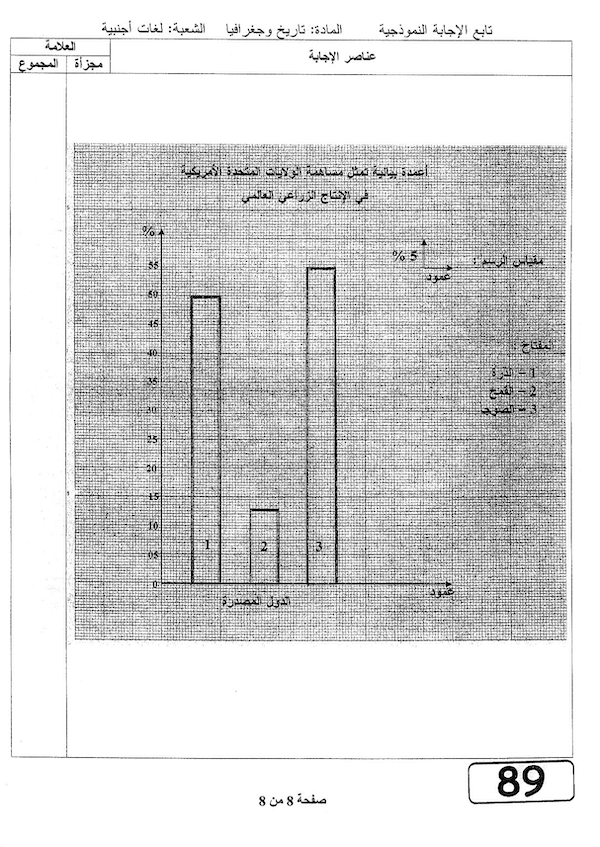 تابع الإجابة النموذجية المادة: تاريخ وجغرافيا الشعبة: لغات أجنبية
عناصر الإجابة
العلامة
مجزأة المجموع
أعمدة بيانية تمثل مساهمة الولايات المتحدة الأمريكية
في الإنتاج الزراعي العالمي
مقياس الرسم :
% 5
عمود
المفتاح :
1 – الذرة
2 – القمح
3 – الصوجا
%
55
50
45
40
35
30
25
20
15
10
05
0
1
2
3
عمود
الدول المصدرة
صفحة 8 من 8
89